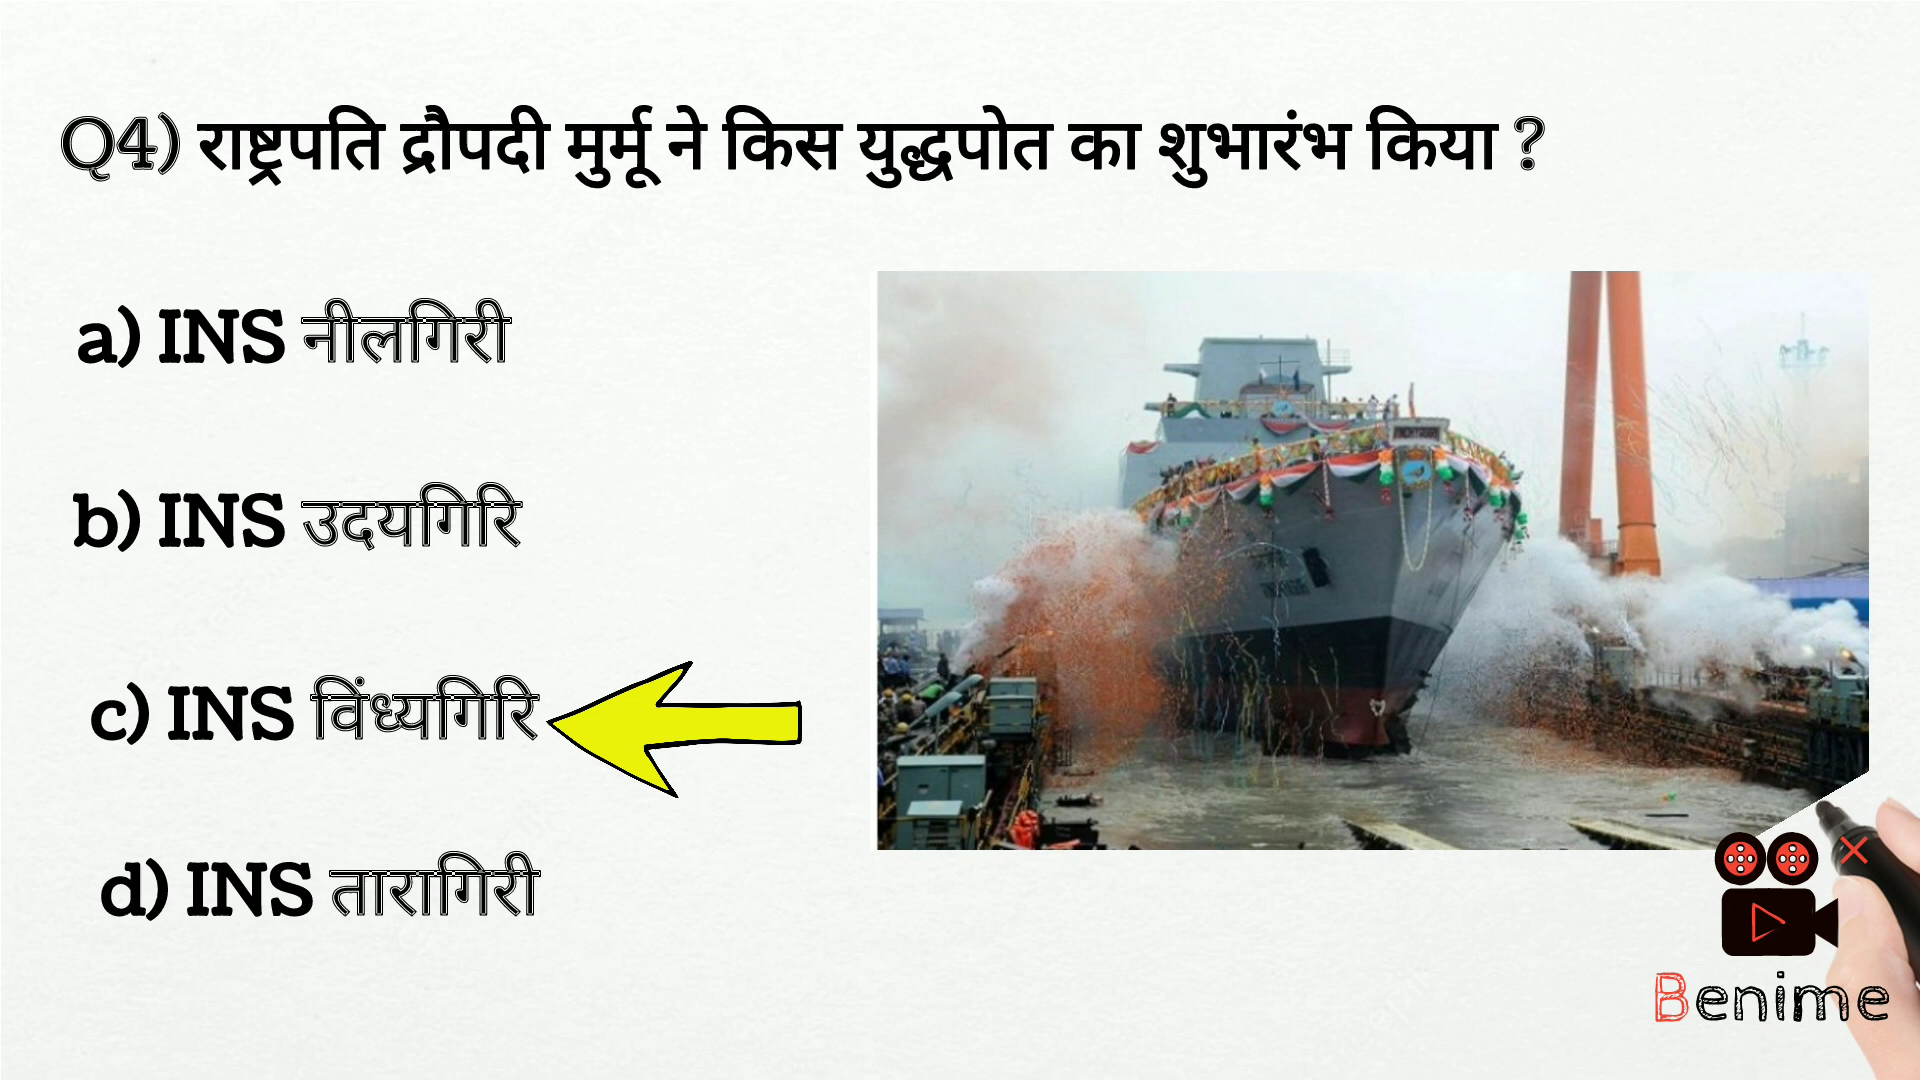 Q4) राष्ट्रपति द्रौपदी मुर्मू ने किस युद्धपोत का शुभारंभ किया ?
a) INS नीलगिरी
b) INS उदयगिरि
c) INS विंध्यगिरि
d) INS तारागिरी
Benime